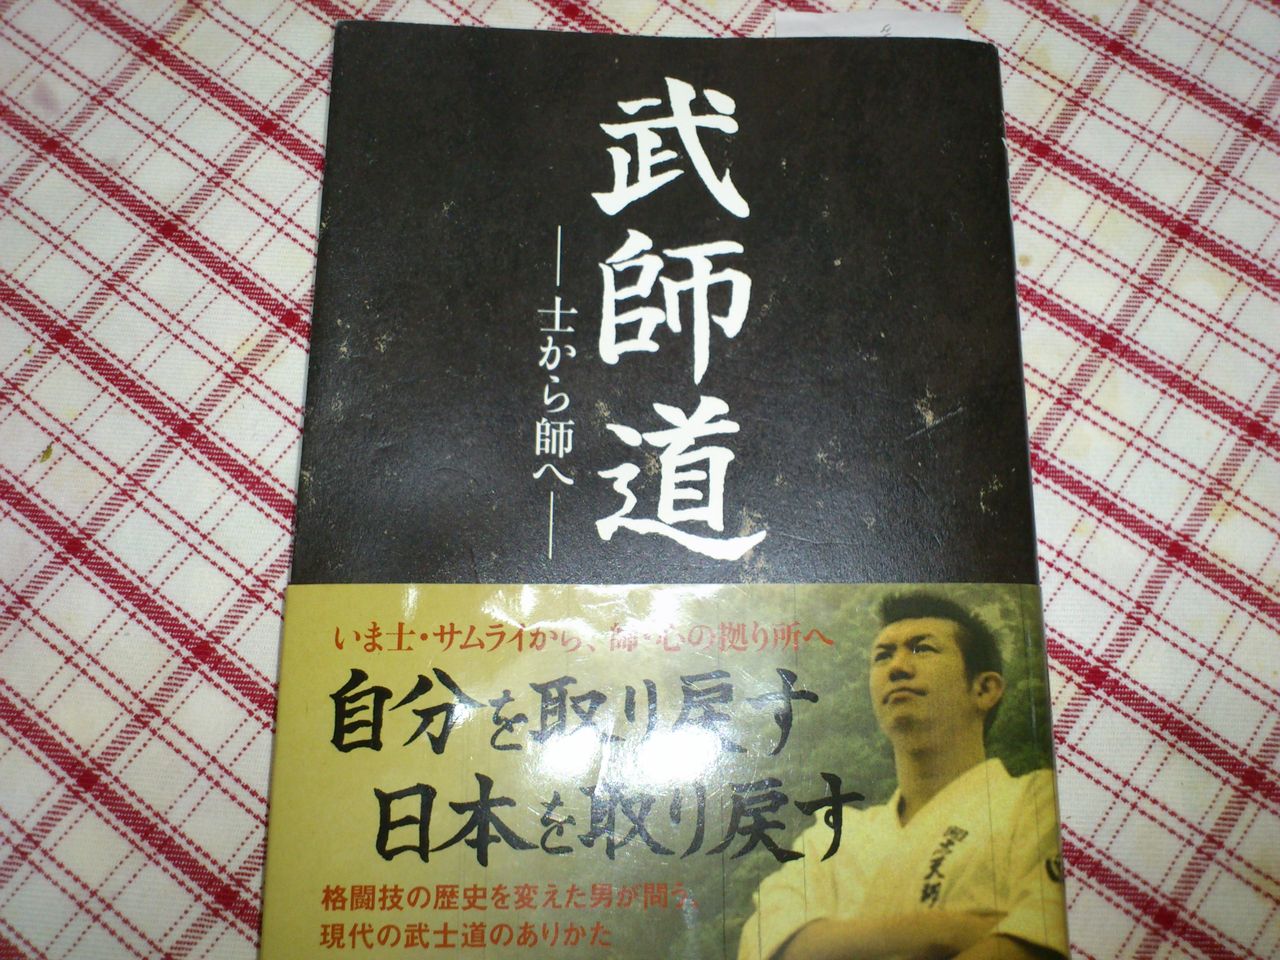 武師道
―士から師へ―
いま士・サムライから、師・心の拠り所へ
自分を取り戻す
日本を取り戻す
格闘技の歴史を変えた男が問う、
現代の武士道のありかた